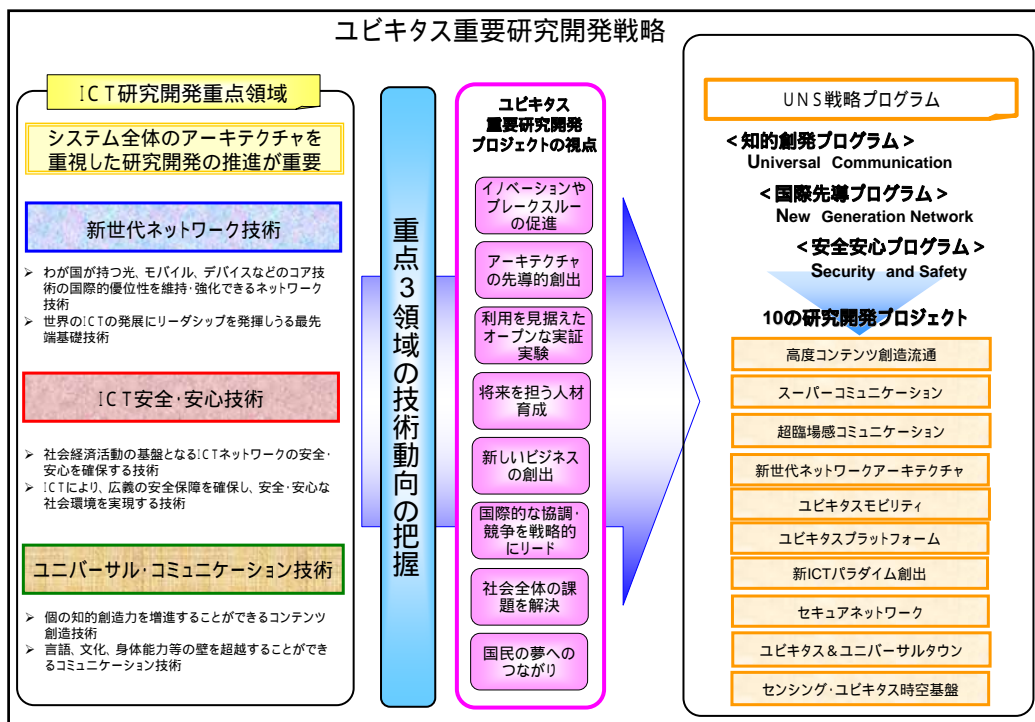 ユビキタス重要研究開発戦略
ICT研究開発重点領域
システム全体のアーキテクチャを
重視した研究開発の推進が重要
新世代ネットワーク技術
➢ わが国が持つ光、モバイル、デバイスなどのコア技
術の国際的優位性を維持・強化できるネットワーク
技術
➢ 世界のICTの発展にリーダシップを発揮しうる最先
端基礎技術
ICT安全・安心技術
➢ 社会経済活動の基盤となるICTネットワークの安全・
安心を確保する技術
➢ ICTにより、広義の安全保障を確保し、安全・安心な
社会環境を実現する技術
ユニバーサル・コミュニケーション技術
➢ 個の知的創造力を増進することができるコンテンツ
創造技術
➢ 言語、文化、身体能力等の壁を超越することができ
るコミュニケーション技術
重点3領域の技術動向の把握
ユビキタス
重要研究開発
プロジェクトの視点
イノベーションや
ブレークスルー
の促進
アーキテクチャ
の先導的創出
利用を見据えた
オープンな実証
実験
将来を担う人材
育成
新しいビジネス
の創出
国際的な協調・
競争を戦略的
にリード
社会全体の課
題を解決
国民の夢への
つながり
UNS戦略プログラム
<知的創発プログラム>
Universal Communication
<国際先導プログラム>
New Generation Network
<安全安心プログラム>
Security and Safety
10の研究開発プロジェクト
高度コンテンツ創造流通
スーパーコミュニケーション
超臨場感コミュニケーション
新世代ネットワークアーキテクチャ
ユビキタスモビリティ
ユビキタスプラットフォーム
新ICTパラダイム創出
セキュアネットワーク
ユビキタス&ユニバーサルタウン
センシング・ユビキタス時空基盤